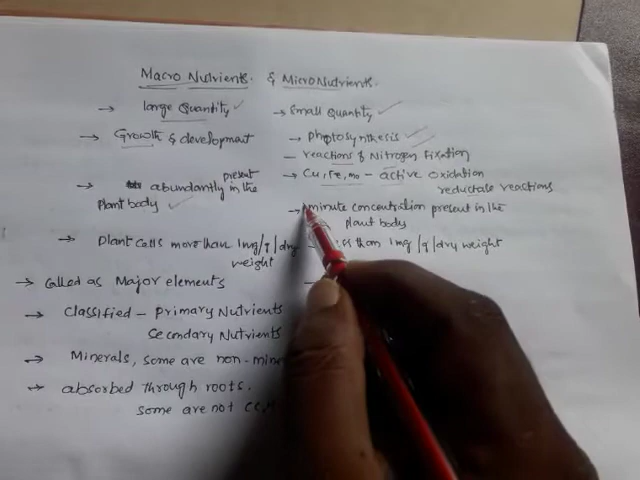 Macro Nutrients & MicroNutrients.
→ large Quantity ✓ → Small Quantity ✓
→ Growth & development → Photosynthesis ✓
– reactions of Nitrogen Fixation
→ Cu, Fe, Mo – active Oxidation
reductase reactions
→ abundantly present in the
Plant body ✓
→ minute concentration present in the
plant body
→ Plant cells more than 1mg/g/dry
weight
than 1mg/g/dry weight
→ Called as Major elements
→ Classified – Primary Nutrients
Secondary Nutrients
→ Minerals, some are non-mine
→ absorbed through roots.
some are not